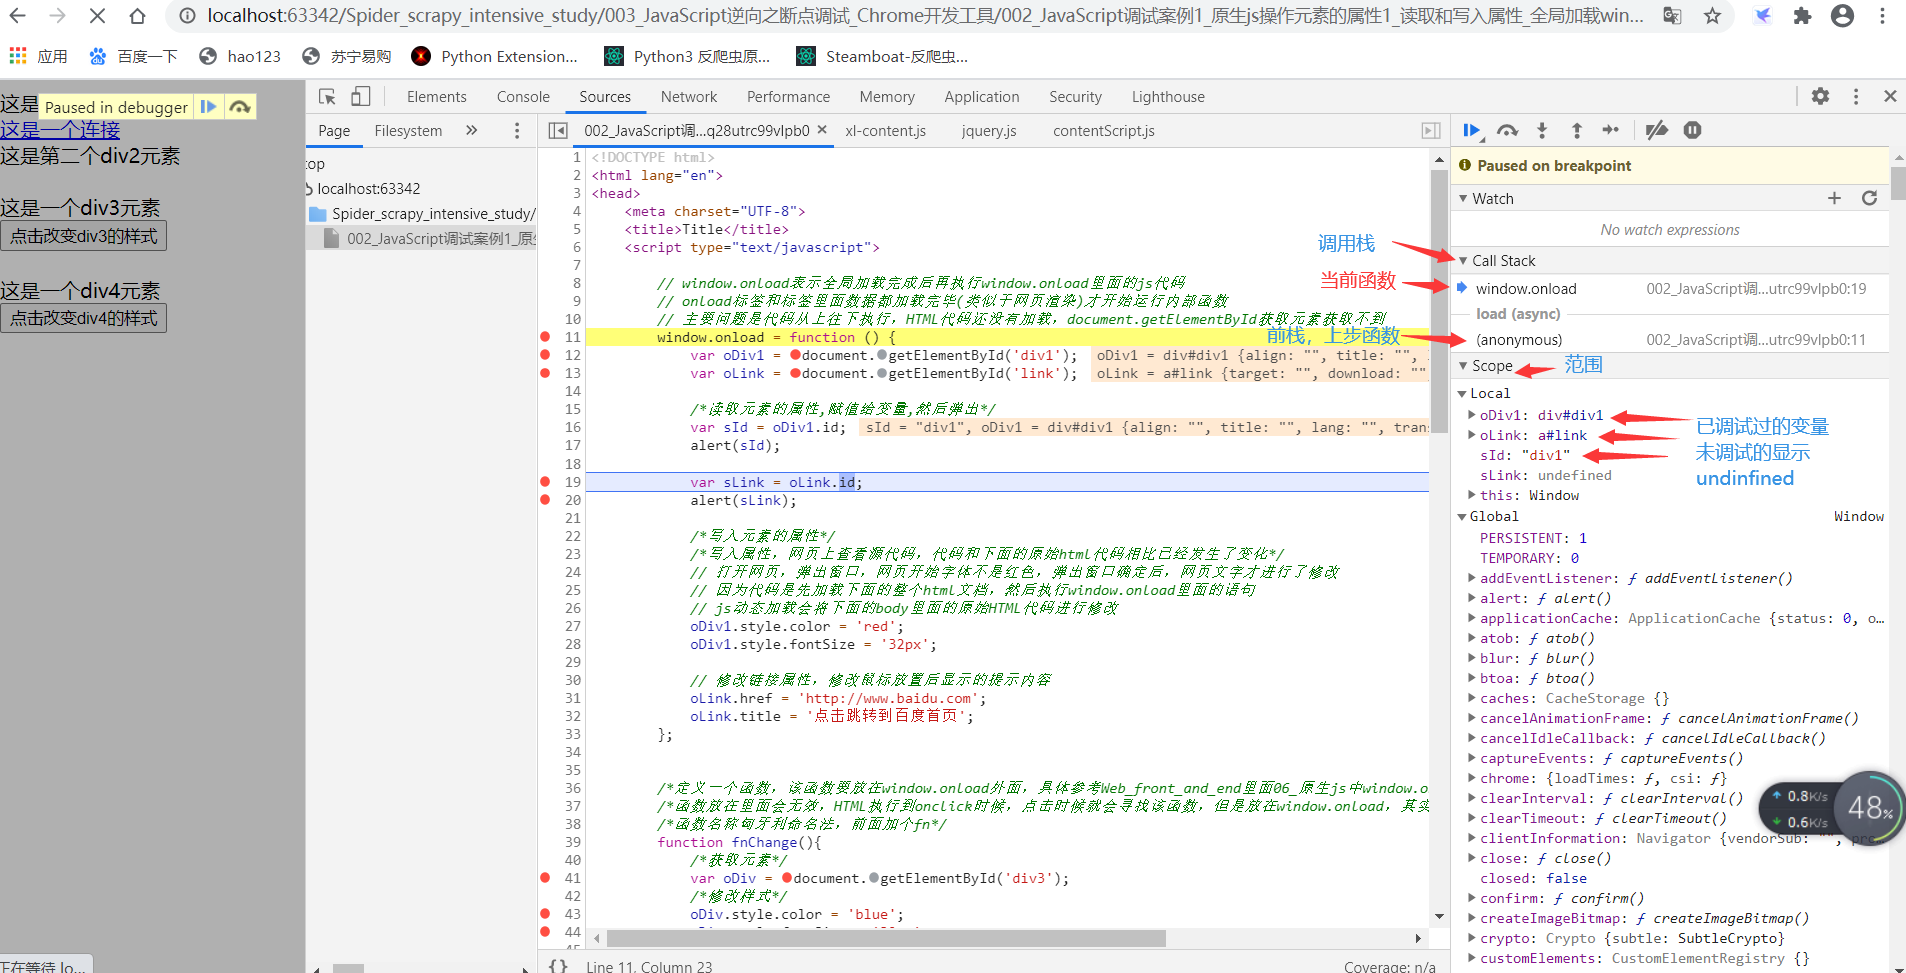 localhost:63342/Spider_scrapy_intensive_study/003_JavaScript逆向之断点调试_Chrome开发工具/002_JavaScript调试案例1_原生js操作元素的属性1_读取和写入属性_全局加载win...
应用 百度一下 hao123 苏宁易购 Python Extension... Python3 反爬虫原... Steamboat-反爬虫...
这是
Paused in debugger
这是一个连接
这是第二个div2元素
这是一个div3元素
点击改变div3的样式
这是一个div4元素
点击改变div4的样式
正在等待 lo...
Elements Console Sources Network Performance Memory Application Security Lighthouse
Page Filesystem »
top
localhost:63342
Spider_scrapy_intensive_study/
002_JavaScript调试案例1_原生
002_JavaScript调...q28utrc99vlpb0 × xl-content.js jquery.js contentScript.js
1 <!DOCTYPE html>
2 <html lang="en">
3 <head>
4 <meta charset="UTF-8">
5 <title>Title</title>
6 <script type="text/javascript">
7
8 // window.onload表示全局加载完成后再执行window.onload里面的js代码
9 // onload标签和标签里面数据都加载完毕(类似于网页渲染)才开始运行内部函数
10 // 主要问题是代码从上往下执行，HTML代码还没有加载，document.getElementById获取元素获取不到
11 window.onload = function () {
12 var oDiv1 = document.getElementById('div1'); oDiv1 = div#div1 {align: "", title: "",
13 var oLink = document.getElementById('link'); oLink = a#link {target: "", download: "",
14
15 /*读取元素的属性,赋值给变量,然后弹出*/
16 var sId = oDiv1.id; sId = "div1", oDiv1 = div#div1 {align: "", title: "", lang: "", tran
17 alert(sId);
18
19 var sLink = oLink.id;
20 alert(sLink);
21
22 /*写入元素的属性*/
23 /*写入属性，网页上查看源代码，代码和下面的原始html代码相比已经发生了变化*/
24 // 打开网页，弹出窗口，网页开始字体不是红色，弹出窗口确定后，网页文字才进行了修改
25 // 因为代码是先加载下面的整个html文档，然后执行window.onload里面的语句
26 // js动态加载会将下面的body里面的原始HTML代码进行修改
27 oDiv1.style.color = 'red';
28 oDiv1.style.fontSize = '32px';
29
30 // 修改链接属性，修改鼠标放置后显示的提示内容
31 oLink.href = 'http://www.baidu.com';
32 oLink.title = '点击跳转到百度首页';
33 };
34
35
36 /*定义一个函数，该函数要放在window.onload外面，具体参考Web_front_and_end里面06_原生js中window.o
37 /*函数放在里面会无效，HTML执行到onclick时候，点击时候就会寻找该函数，但是放在window.onload，其实
38 /*函数名称匈牙利命名法，前面加个fn*/
39 function fnChange(){
40 /*获取元素*/
41 var oDiv = document.getElementById('div3');
42 /*修改样式*/
43 oDiv.style.color = 'blue';
44
{} Line 11, Column 23 Coverage: n/a
调用栈
当前函数
前栈，上步函数
范围
已调试过的变量
未调试的显示
undinfined
Paused on breakpoint
Watch
No watch expressions
Call Stack
window.onload 002_JavaScript调...utrc99vlpb0:19
load (async)
(anonymous) 002_JavaScript调...utrc99vlpb0:11
Scope
Local
oDiv1: div#div1
oLink: a#link
sId: "div1"
sLink: undefined
this: Window
Global Window
PERSISTENT: 1
TEMPORARY: 0
addEventListener: ƒ addEventListener()
alert: ƒ alert()
applicationCache: ApplicationCache {status: 0, o...
atob: ƒ atob()
blur: ƒ blur()
btoa: ƒ btoa()
caches: CacheStorage {}
cancelAnimationFrame: ƒ cancelAnimationFrame()
cancelIdleCallback: ƒ cancelIdleCallback()
captureEvents: ƒ captureEvents()
chrome: {loadTimes: ƒ, csi: ƒ}
clearInterval: ƒ clearInterval()
clearTimeout: ƒ clearTimeout()
clientInformation: Navigator {vendorSub: "",
close: ƒ close()
closed: false
confirm: ƒ confirm()
createImageBitmap: ƒ createImageBitmap()
crypto: Crypto {subtle: SubtleCrypto}
customElements: CustomElementRegistry {}
0.8K/s
0.6K/s
48%